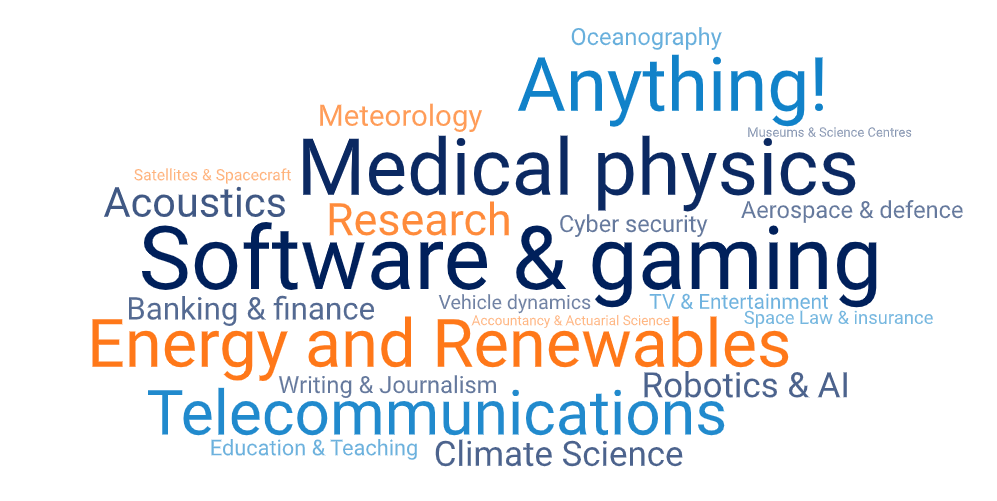 Oceanography
Anything!
Meteorology
Museums & Science Centres
Medical physics
Satellites & Spacecraft
Acoustics
Research
Cyber security
Aerospace & defence
Software & gaming
Banking & finance
Vehicle dynamics
TV & Entertainment
Accountancy & Actuarial Science
Space Law & insurance
Energy and Renewables
Writing & Journalism
Robotics & AI
Telecommunications
Education & Teaching
Climate Science